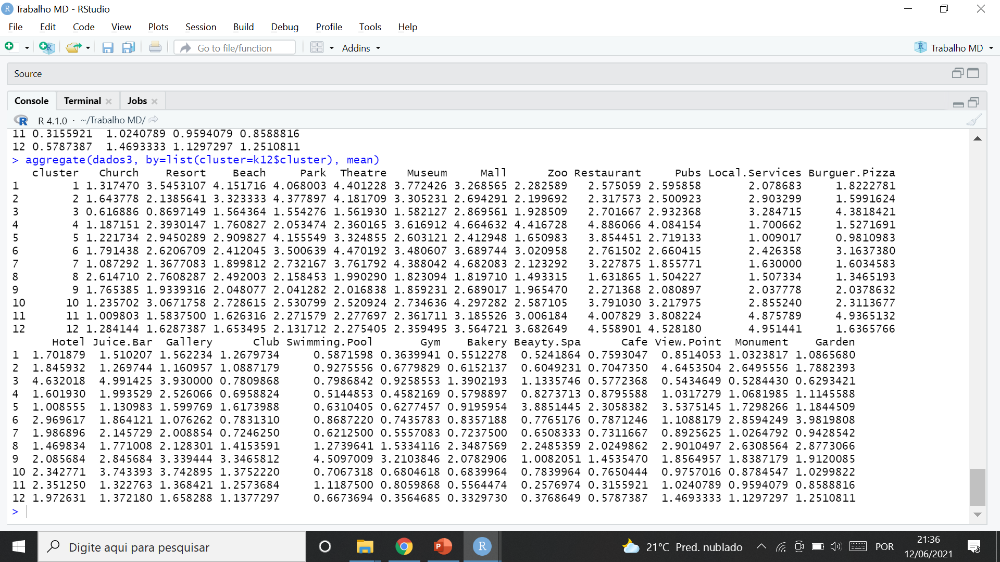 Trabalho MD - RStudio
File Edit Code View Plots Session Build Debug Profile Tools Help
Go to file/function Addins Trabalho MD
Source
Console Terminal Jobs
R 4.1.0 · ~/Trabalho MD/
11 0.3155921 1.0240789 0.9594079 0.8588816
12 0.5787387 1.4693333 1.1297297 1.2510811
> aggregate(dados3, by=list(cluster=k12$cluster), mean)
cluster Church Resort Beach Park Theatre Museum Mall Zoo Restaurant Pubs Local.Services Burguer.Pizza
1 1 1.317470 3.5453107 4.151716 4.068003 4.401228 3.772426 3.268565 2.282589 2.575059 2.595858 2.078683 1.8222781
2 2 1.643778 2.1385641 3.323333 4.377897 4.181709 3.305231 2.694291 2.199692 2.317573 2.500923 2.903299 1.5991624
3 3 0.616886 0.8697149 1.564364 1.554276 1.561930 1.582127 2.869561 1.928509 2.701667 2.932368 3.284715 4.3818421
4 4 1.187151 2.3930147 1.760827 2.053474 2.360165 3.616912 4.664632 4.416728 4.886066 4.084154 1.700662 1.5271691
5 5 1.221734 2.9450289 2.909827 4.155549 3.324855 2.603121 2.412948 1.650983 3.854451 2.719133 1.009017 0.9810983
6 6 1.791438 2.6206709 2.412045 3.500639 4.470192 3.480607 3.689744 3.020958 2.761502 2.660415 2.426358 3.1637380
7 7 1.087292 1.3677083 1.899812 2.732167 3.761792 4.388042 4.682083 2.123292 3.227875 1.855771 1.630000 1.6034583
8 8 2.614710 2.7608287 2.492003 2.158453 1.990290 1.823094 1.819710 1.493315 1.631865 1.504227 1.507334 1.3465193
9 9 1.765385 1.9339316 2.048077 2.041282 2.016838 1.859231 2.689017 1.965470 2.271368 2.080897 2.037778 2.0378632
10 10 1.235702 3.0671758 2.728615 2.530799 2.520924 2.734636 4.297282 2.587105 3.791030 3.217975 2.855240 2.3113677
11 11 1.009803 1.5837500 1.626316 2.271579 2.277697 2.361711 3.185526 3.006184 4.007829 3.808224 4.875789 4.9365132
12 12 1.284144 1.6287387 1.653495 2.131712 2.275405 2.359495 3.564721 3.682649 4.558901 4.528180 4.951441 1.6365766
Hotel Juice.Bar Gallery Club Swimming.Pool Gym Bakery Beayty.Spa Cafe View.Point Monument Garden
1 1.701879 1.510207 1.562234 1.2679734 0.5871598 0.3639941 0.5512278 0.5241864 0.7593047 0.8514053 1.0323817 1.0865680
2 1.845932 1.269744 1.160957 1.0887179 0.9275556 0.6779829 0.6152137 0.6049231 0.7047350 4.6453504 2.6495556 1.7882393
3 4.632018 4.991425 3.930000 0.7809868 0.7986842 0.9258553 1.3902193 1.1335746 0.5772368 0.5434649 0.5284430 0.6293421
4 1.601930 1.993529 2.526066 0.6958824 0.5144853 0.4582169 0.5798897 0.8273713 0.8795588 1.0317279 1.0681985 1.1145588
5 1.008555 1.130983 1.599769 1.6173988 0.6310405 0.6277457 0.9195954 3.8851445 2.3058382 3.5375145 1.7298266 1.1844509
6 2.969617 1.864121 1.076262 0.7831310 0.8687220 0.7435783 0.8357188 0.7765176 0.7871246 1.1088179 2.8594249 3.9819808
7 1.986896 2.145729 2.008854 0.7246250 0.6212500 0.5557083 0.7237500 0.6508333 0.7311667 0.8925625 1.0264792 0.9428542
8 1.469834 1.771008 2.128301 1.4153591 1.2739641 1.5334116 2.3487569 2.2485359 2.0249862 2.9010497 2.6308564 2.8773066
9 2.085684 2.845684 3.339444 3.3465812 4.5097009 3.2103846 2.0782906 1.0082051 1.4535470 1.8564957 1.8387179 1.9120085
10 2.342771 3.743393 3.742895 1.3752220 0.7067318 0.6804618 0.6839964 0.7839964 0.7650444 0.9757016 0.8784547 1.0299822
11 2.351250 1.322763 1.368421 1.2573684 1.1187500 0.8059868 0.5564474 0.2576974 0.3155921 1.0240789 0.9594079 0.8588816
12 1.972631 1.372180 1.658288 1.1377297 0.6673694 0.3564685 0.3329730 0.3768649 0.5787387 1.4693333 1.1297297 1.2510811
>
Digite aqui para pesquisar 21°C Pred. nublado POR 21:36
12/06/2021